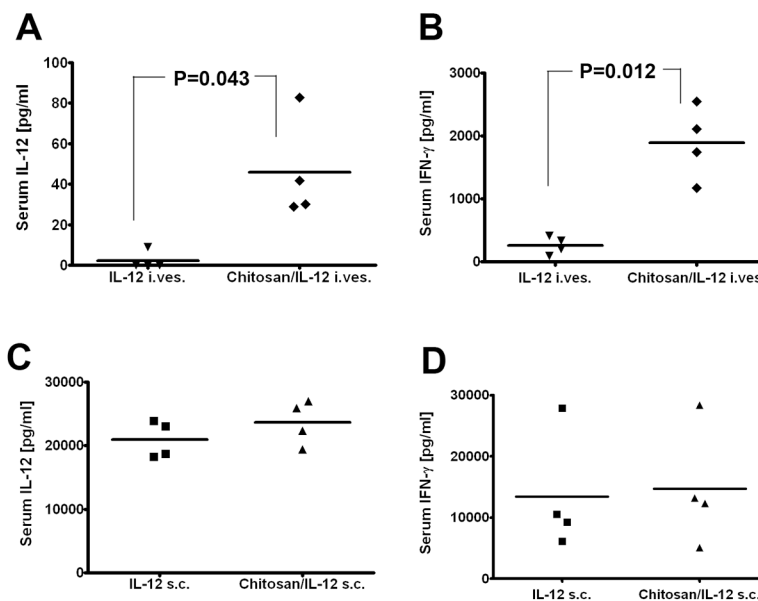 A
P=0.043
Serum IL-12 [pg/ml]
100
80
60
40
20
0
IL-12 i.ves.
Chitosan/IL-12 i.ves.
B
P=0.012
Serum IFN-γ [pg/ml]
3000
2000
1000
0
IL-12 i.ves.
Chitosan/IL-12 i.ves.
C
Serum IL-12 [pg/ml]
30000
20000
10000
0
IL-12 s.c.
Chitosan/IL-12 s.c.
D
Serum IFN-γ [pg/ml]
30000
20000
10000
0
IL-12 s.c.
Chitosan/IL-12 s.c.